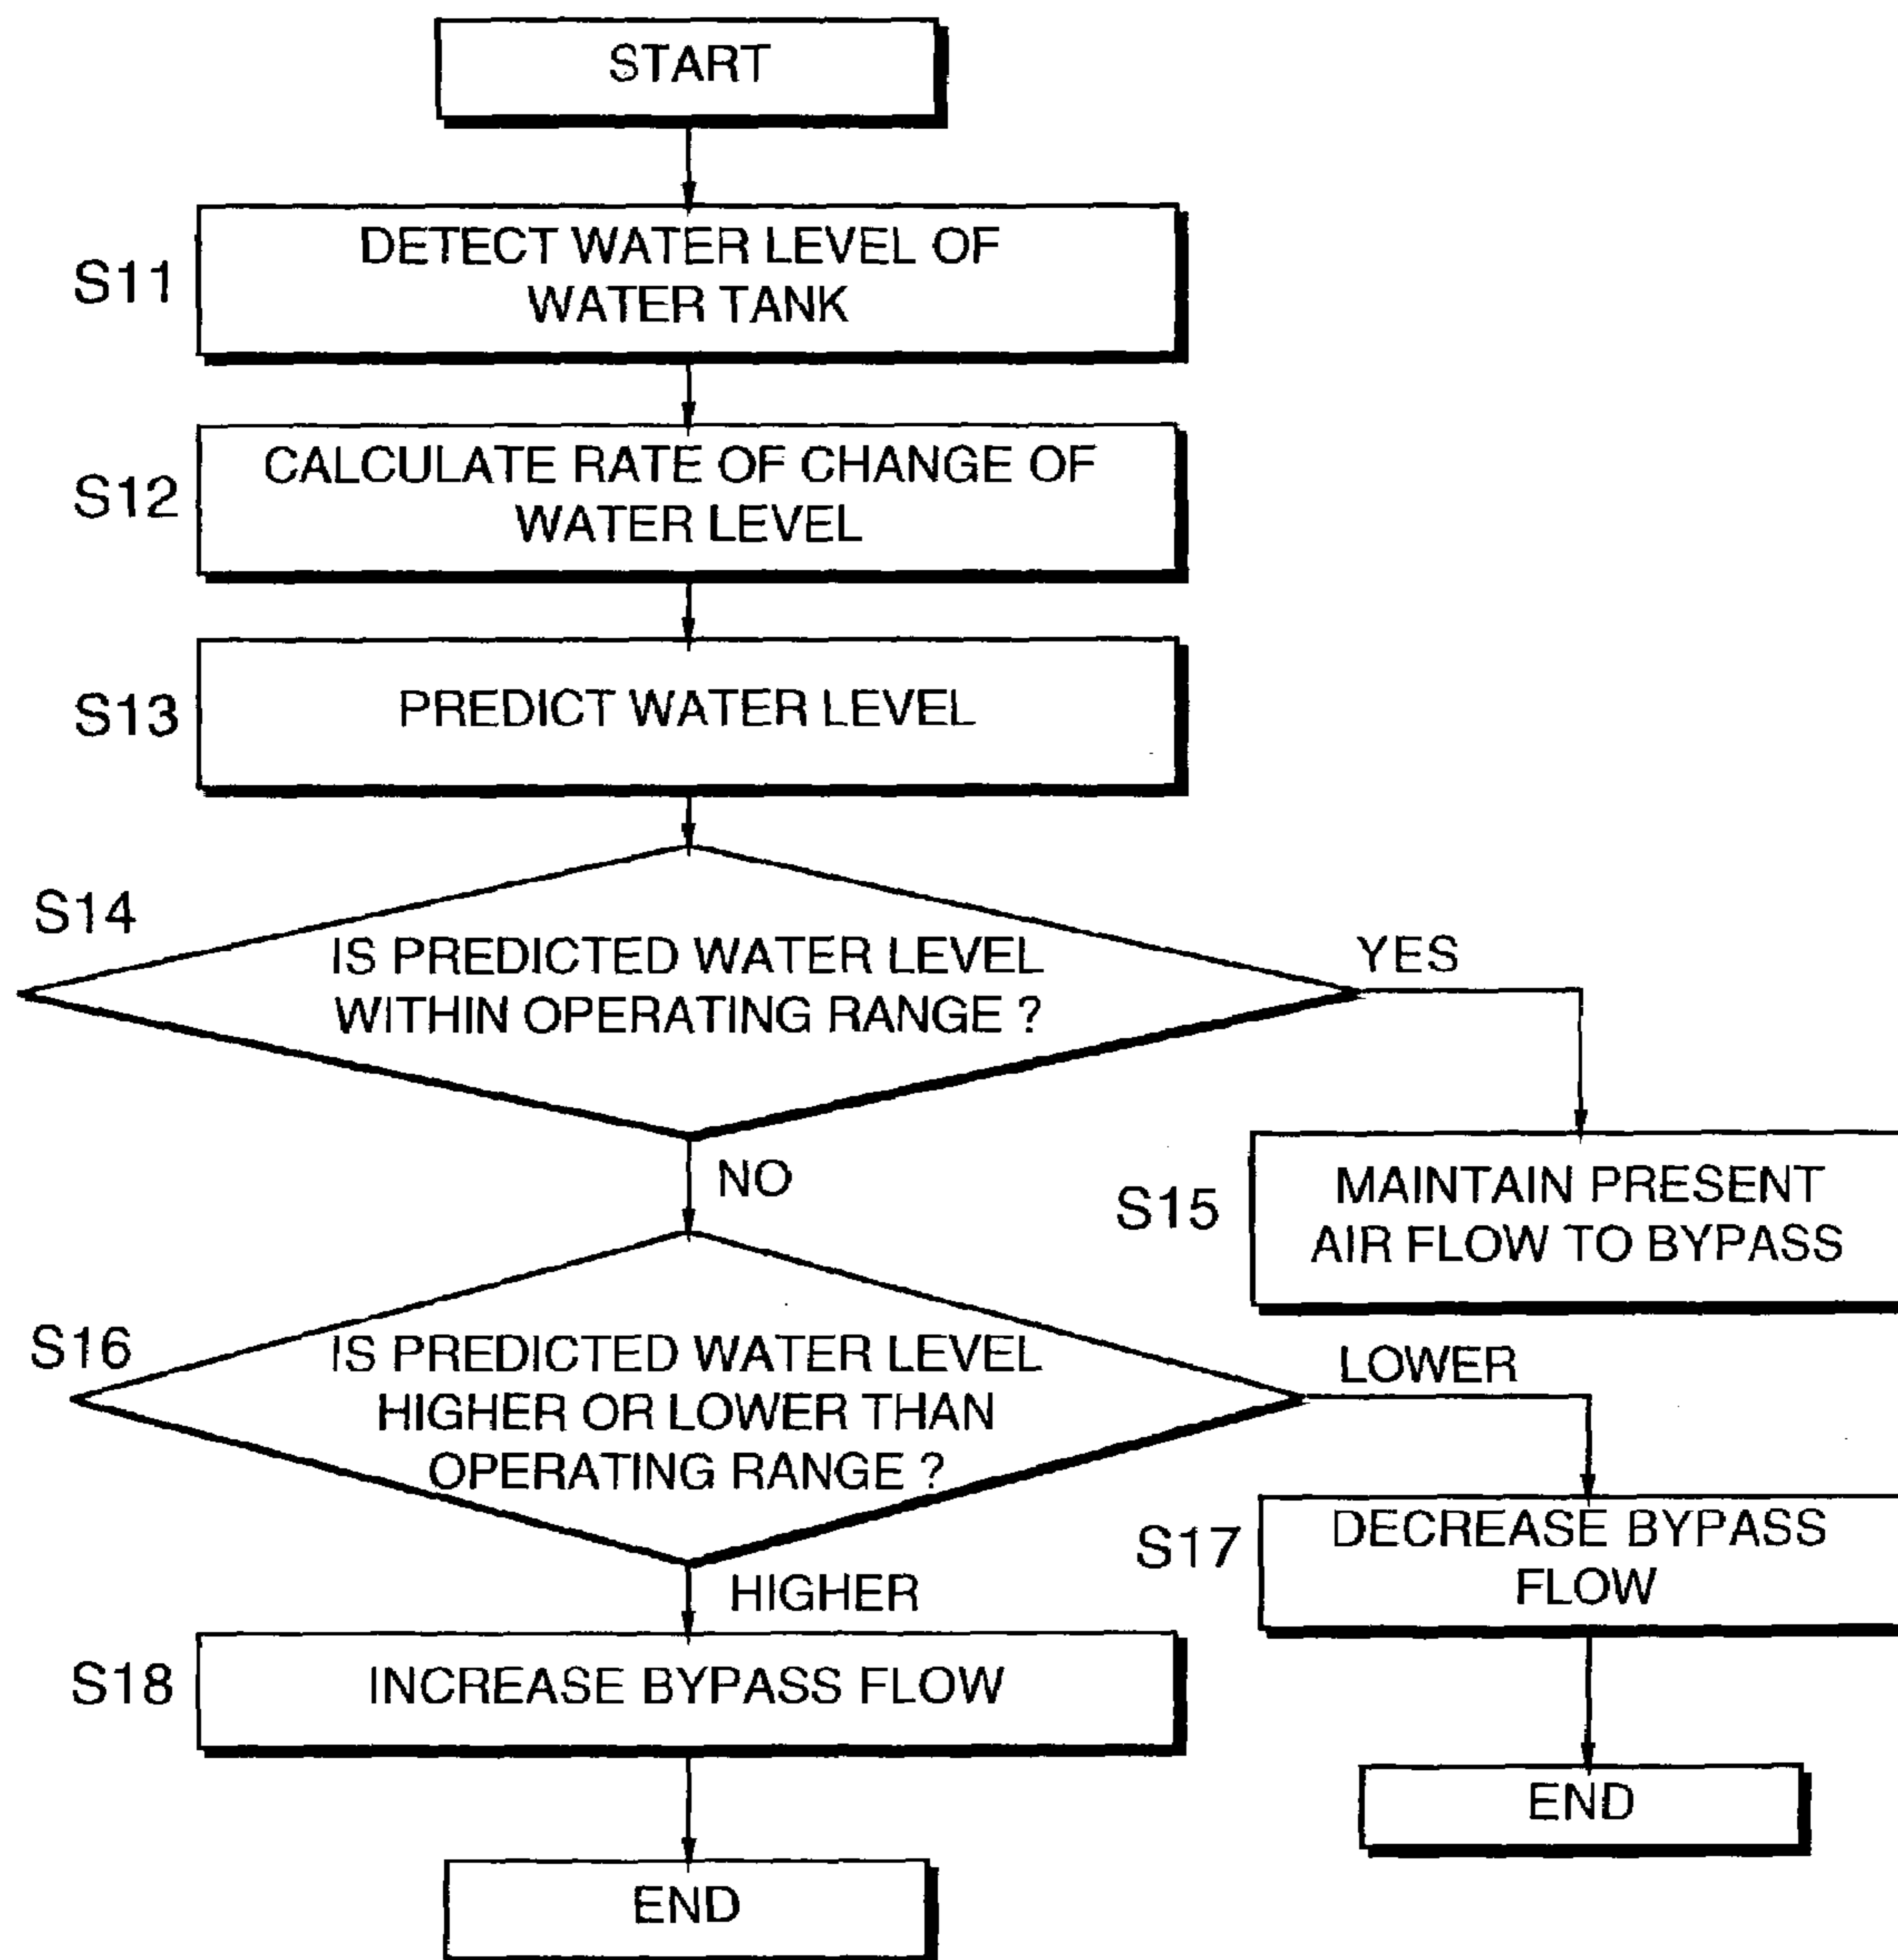 START
S11
DETECT WATER LEVEL OF
WATER TANK
S12
CALCULATE RATE OF CHANGE OF
WATER LEVEL
S13
PREDICT WATER LEVEL
S14
IS PREDICTED WATER LEVEL
WITHIN OPERATING RANGE ?
YES
NO
S15
MAINTAIN PRESENT
AIR FLOW TO BYPASS
S16
IS PREDICTED WATER LEVEL
HIGHER OR LOWER THAN
OPERATING RANGE ?
LOWER
S17
DECREASE BYPASS
FLOW
HIGHER
S18
INCREASE BYPASS FLOW
END
END